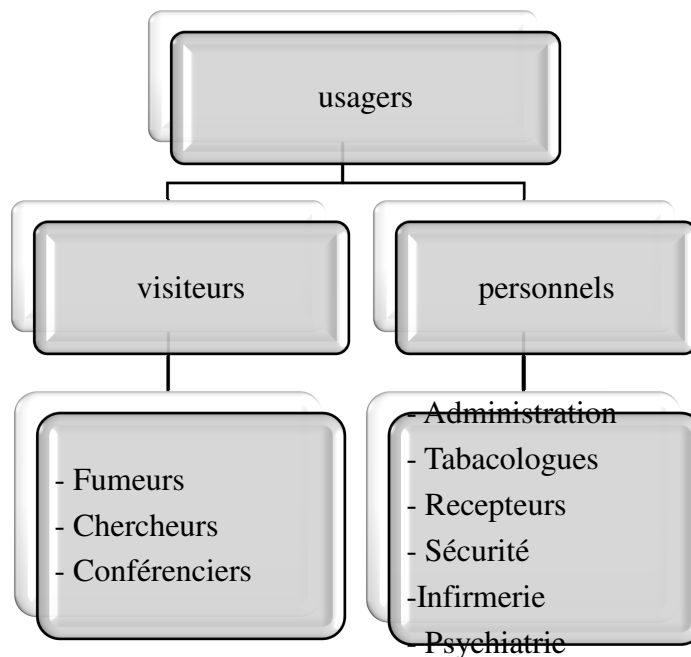 usagers
visiteurs
personnels
- Fumeurs
- Chercheurs
- Conférenciers
- Administration
- Tabacologues
- Recepteurs
- Sécurité
-Infirmerie
- Psychiatrie